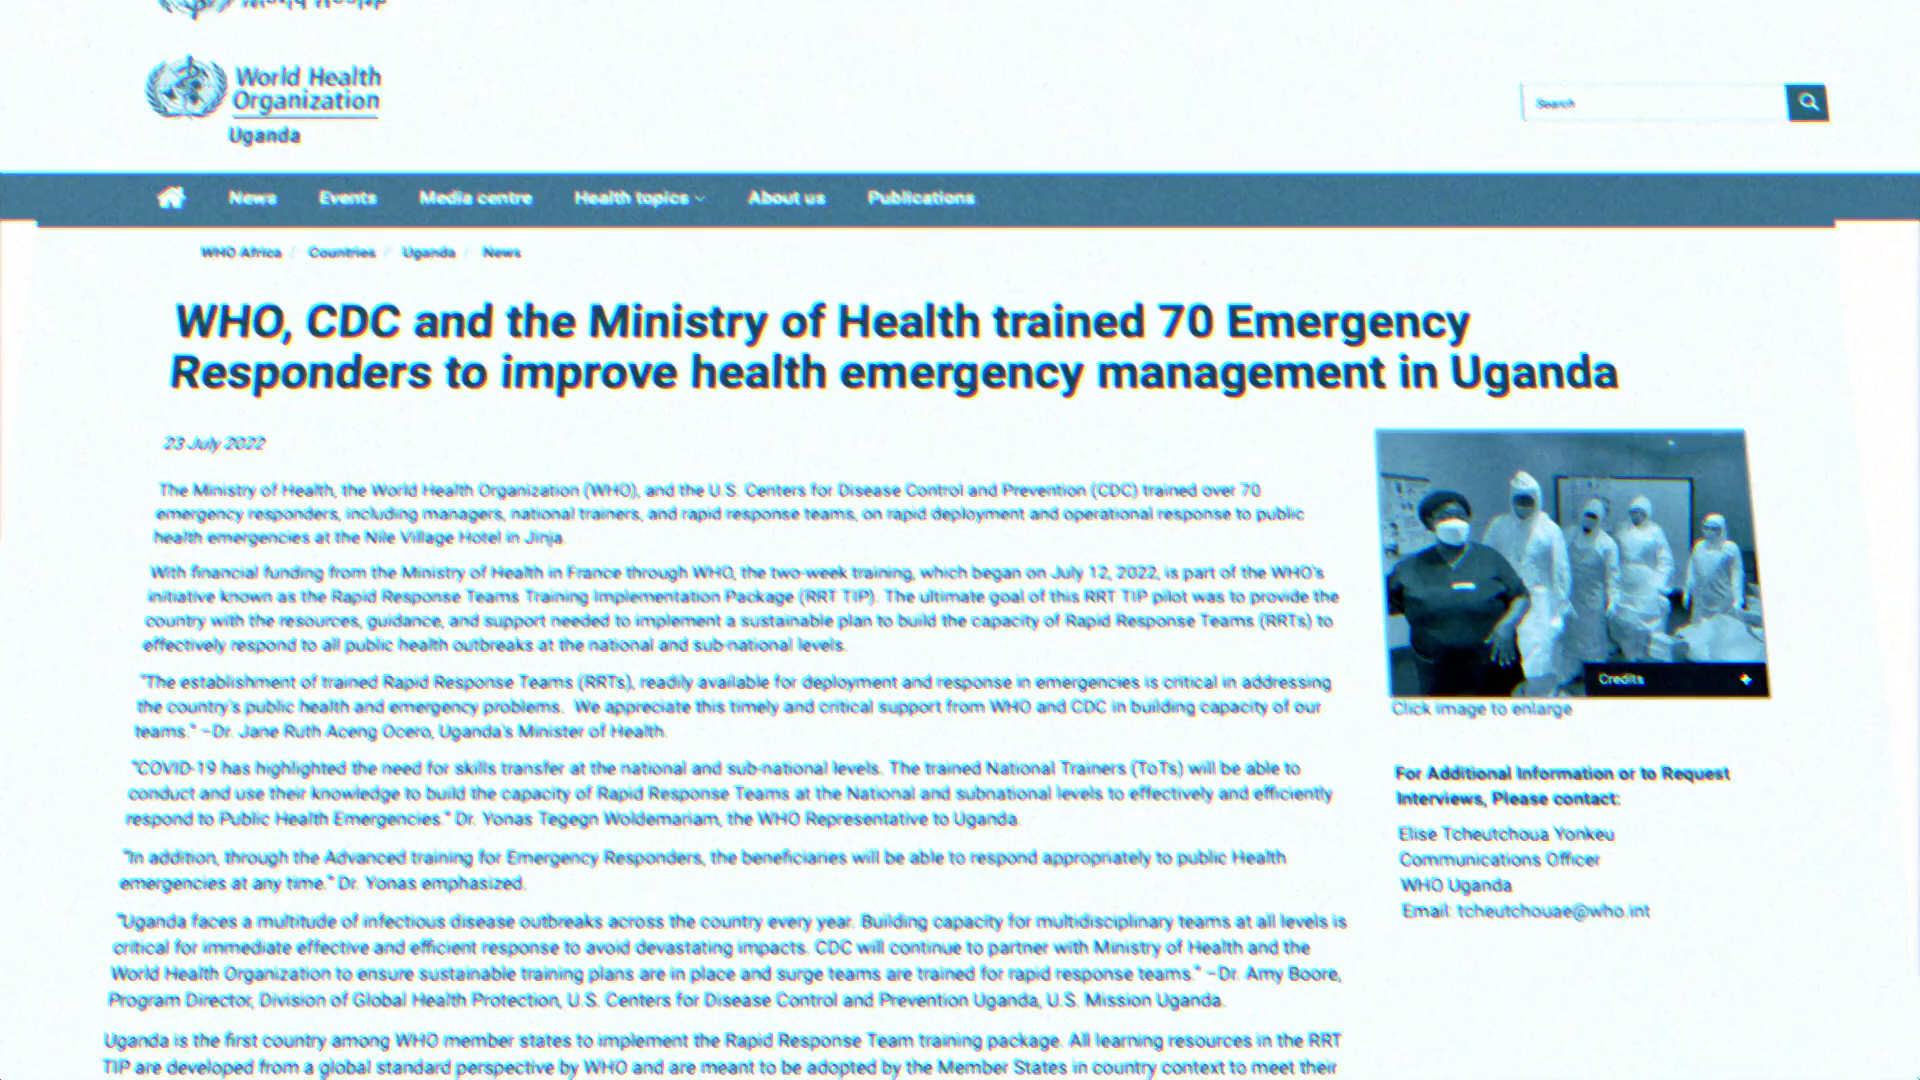 World Health
Organization
Uganda
Search
News Events Media centre Health topics About us Publications
WHO Africa / Countries / Uganda / News
WHO, CDC and the Ministry of Health trained 70 Emergency
Responders to improve health emergency management in Uganda
23 July 2022
The Ministry of Health, the World Health Organization (WHO), and the U.S. Centers for Disease Control and Prevention (CDC) trained over 70
emergency responders, including managers, national trainers, and rapid response teams, on rapid deployment and operational response to public
health emergencies at the Nile Village Hotel in Jinja.
With financial funding from the Ministry of Health in France through WHO, the two-week training, which began on July 12, 2022, is part of the WHO's
initiative known as the Rapid Response Teams Training Implementation Package (RRT TIP). The ultimate goal of this RRT TIP pilot was to provide the
country with the resources, guidance, and support needed to implement a sustainable plan to build the capacity of Rapid Response Teams (RRTs) to
effectively respond to all public health outbreaks at the national and sub-national levels.
"The establishment of trained Rapid Response Teams (RRTs), readily available for deployment and response in emergencies is critical in addressing
the country's public health and emergency problems. We appreciate this timely and critical support from WHO and CDC in building capacity of our
teams." –Dr. Jane Ruth Aceng Ocero, Uganda's Minister of Health.
"COVID-19 has highlighted the need for skills transfer at the national and sub-national levels. The trained National Trainers (ToTs) will be able to
conduct and use their knowledge to build the capacity of Rapid Response Teams at the National and subnational levels to effectively and efficiently
respond to Public Health Emergencies." Dr. Yonas Tegegn Woldemariam, the WHO Representative to Uganda.
"In addition, through the Advanced training for Emergency Responders, the beneficiaries will be able to respond appropriately to public Health
emergencies at any time." Dr. Yonas emphasized.
"Uganda faces a multitude of infectious disease outbreaks across the country every year. Building capacity for multidisciplinary teams at all levels is
critical for immediate effective and efficient response to avoid devastating impacts. CDC will continue to partner with Ministry of Health and the
World Health Organization to ensure sustainable training plans are in place and surge teams are trained for rapid response teams." –Dr. Amy Boore,
Program Director, Division of Global Health Protection, U.S. Centers for Disease Control and Prevention Uganda, U.S. Mission Uganda.
Uganda is the first country among WHO member states to implement the Rapid Response Team training package. All learning resources in the RRT
TIP are developed from a global standard perspective by WHO and are meant to be adopted by the Member States in country context to meet their
Credits
Click image to enlarge
For Additional Information or to Request
Interviews, Please contact:
Elise Tcheutchoua Yonkeu
Communications Officer
WHO Uganda
Email: tcheutchouae@who.int